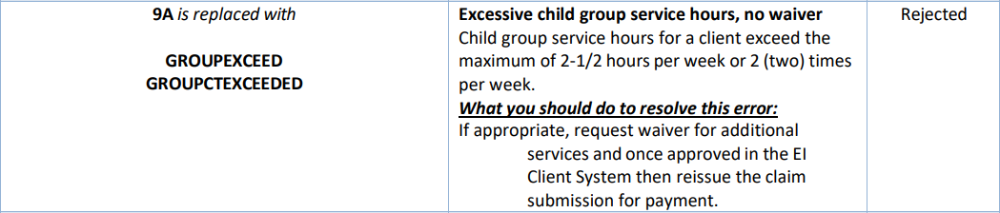 9A is replaced with
GROUPEXCEED
GROUPCTEXCEEDED
Excessive child group service hours, no waiver
Child group service hours for a client exceed the
maximum of 2-1/2 hours per week or 2 (two) times
per week.
What you should do to resolve this error:
If appropriate, request waiver for additional
services and once approved in the EI
Client System then reissue the claim
submission for payment.
Rejected